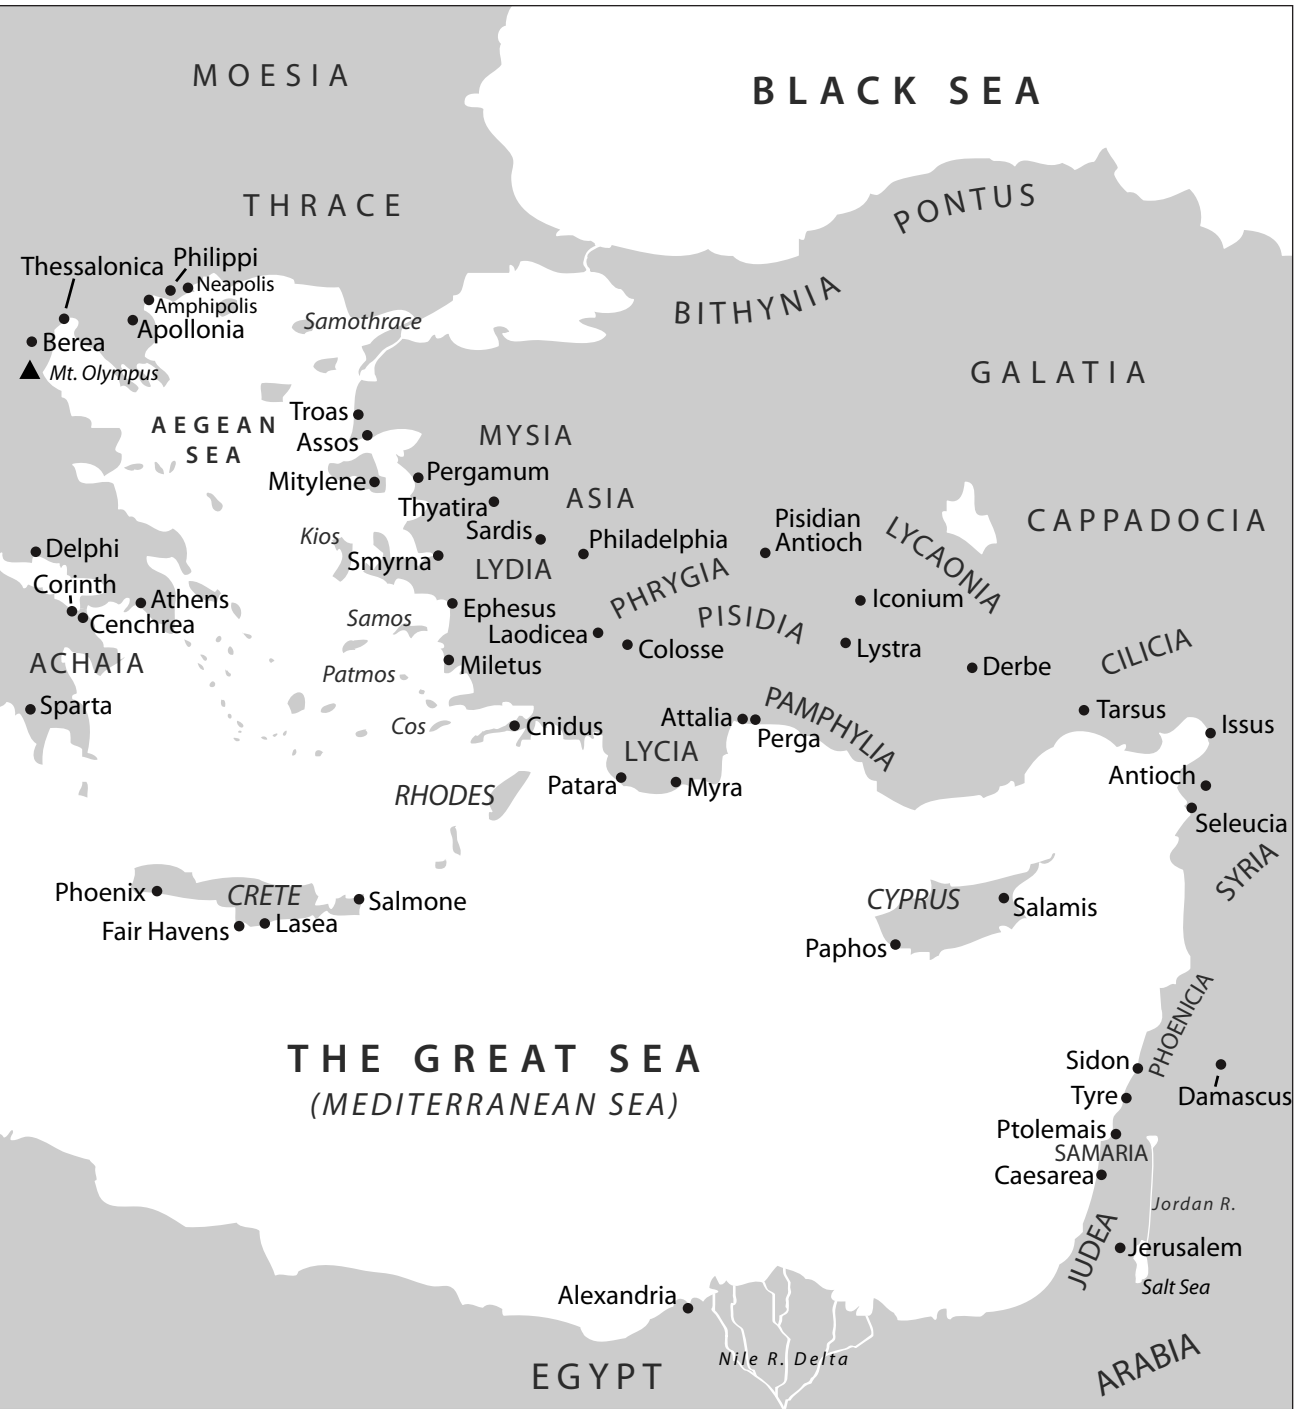 MOESIA
BLACK SEA
THRACE
PONTUS
Philippi
Thessalonica
Neapolis
Amphipolis
Apollonia
BITHYNIA
Samothrace
Berea
Mt. Olympus
GALATIA
Troas
AEGEAN
SEA
Assos
MYSIA
Pergamum
Mitylene
ASIA
Thyatira
Pisidian
Antioch
CAPPADOCIA
Sardis
Kios
Philadelphia
LYCAONIA
Delphi
Smyrna
LYDIA
PHRYGIA
Corinth
Athens
Iconium
Ephesus
Cenchrea
Samos
PISIDIA
Laodicea
Colosse
Lystra
CILICIA
ACHAIA
Miletus
Derbe
Patmos
Sparta
Tarsus
Attalia
PAMPHYLIA
Cos
Cnidus
Issus
Perga
LYCIA
Antioch
Patara
Myra
RHODES
Seleucia
SYRIA
Phoenix
CRETE
Salmone
CYPRUS
Salamis
Fair Havens
Lasea
Paphos
PHOENICIA
THE GREAT SEA
(MEDITERRANEAN SEA)
Sidon
Tyre
Damascus
Ptolemais
SAMARIA
Caesarea
Jordan R.
JUDEA
Jerusalem
Salt Sea
Alexandria
Nile R. Delta
EGYPT
ARABIA